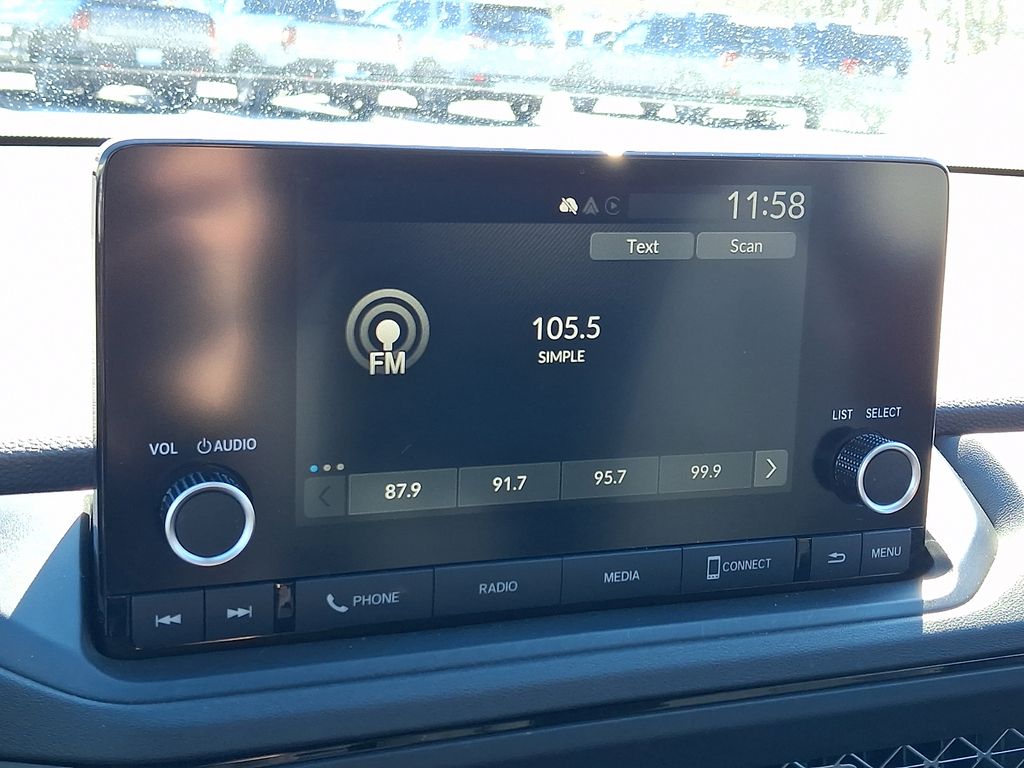 11:58
Text Scan
105.5
FM
SIMPLE
LIST SELECT
VOL AUDIO
87.9 91.7 95.7 99.9
PHONE RADIO MEDIA CONNECT MENU